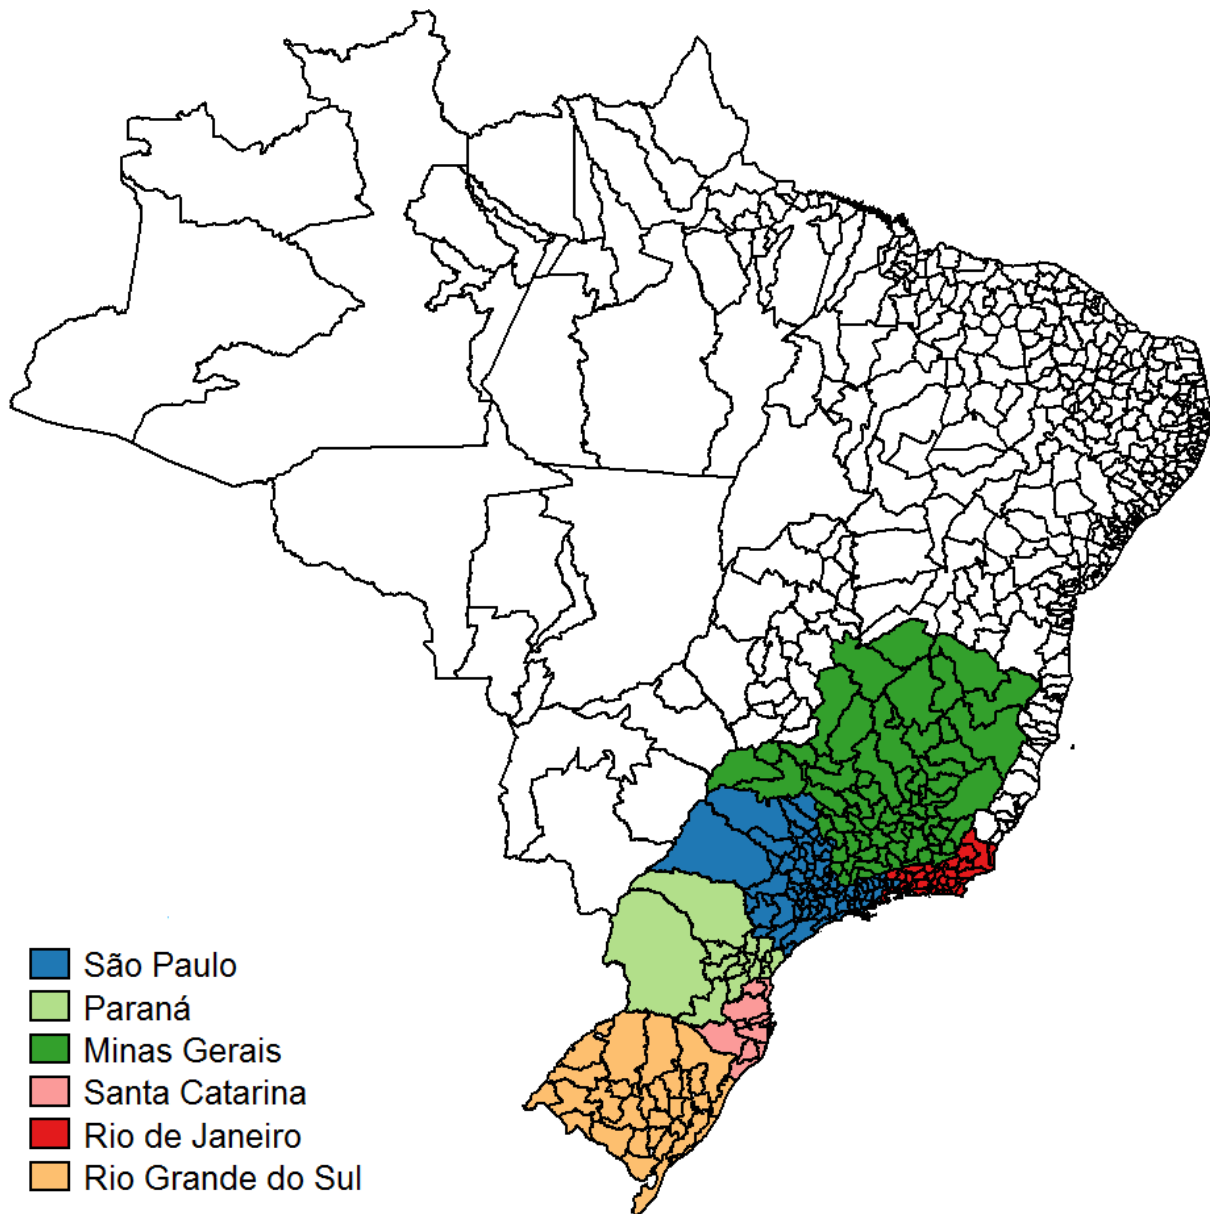 São Paulo
Paraná
Minas Gerais
Santa Catarina
Rio de Janeiro
Rio Grande do Sul